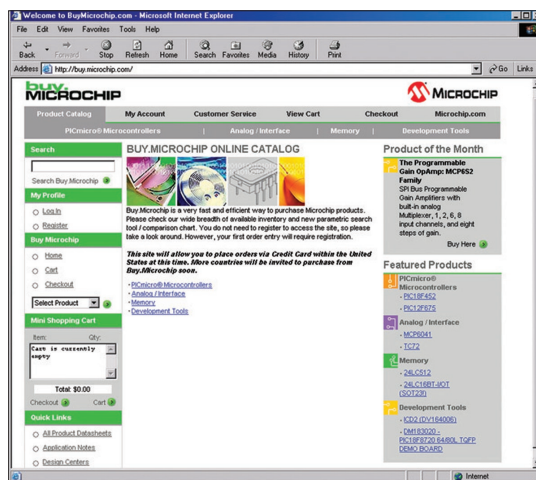 Welcome to BuyMicrochip.com - Microsoft Internet Explorer
File Edit View Favorites Tools Help
Back Forward Stop Refresh Home Search Favorites Media History Print
Address http://buy.microchip.com/ Go Links
buy.
MICROCHIP
MICROCHIP
Product Catalog My Account Customer Service View Cart Checkout Microchip.com
PICmicro® Microcontrollers | Analog / Interface | Memory | Development Tools
Search
Search Buy.Microchip
My Profile
Log In
Register
Buy Microchip
Home
Cart
Checkout
Select Product
Mini Shopping Cart
Item: Qty:
Cart is currently
empty
Total: $0.00
Checkout Cart
Quick Links
All Product Datasheets
Application Notes
Design Centers
BUY.MICROCHIP ONLINE CATALOG
Buy.Microchip is a very fast and efficient way to purchase Microchip products.
Please check our wide breadth of available inventory and new parametric search
tool / comparison chart. You do not need to register to access the site, so please
take a look around. However, your first order entry will require registration.
This site will allow you to place orders via Credit Card within the United
States at this time. More countries will be invited to purchase from
Buy.Microchip soon.
· PICmicro® Microcontrollers
· Analog / Interface
· Memory
· Development Tools
Product of the Month
The Programmable
Gain OpAmp: MCP6S2
Family
SPI Bus Programmable
Gain Amplifiers with
built-in analog
Multiplexer, 1, 2, 6, 8
input channels, and eight
steps of gain.
Buy Here
Featured Products
PICmicro®
Microcontrollers
- PIC18F452
- PIC12F675
Analog / Interface
- MCP6041
- TC72
Memory
- 24LC512
- 24LC16BT-I/OT
(SOT23)
Development Tools
- ICD2 (DV164006)
- DM183020 -
PIC18F8720 64/80L TQFP
DEMO BOARD
Internet